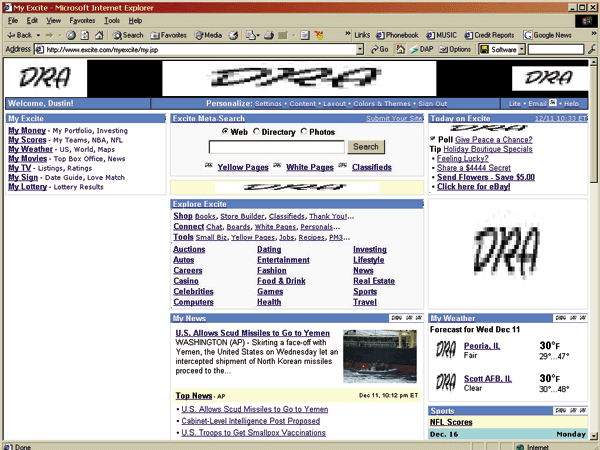 My Excite - Microsoft Internet Explorer
File Edit View Favorites Tools Help
Back Search Favorites Media Links Phonebook MUSIC Credit Reports Google News
Address http://www.excite.com/myexcite/my.jsp Go DAP Options Software
DRA DRA DRA
Welcome, Dustin! Personalize: Settings • Content • Layout • Colors & Themes • Sign Out Lite • Email • Help
My Excite
My Money - My Portfolio, Investing
My Scores - My Teams, NBA, NFL
My Weather - US, World, Maps
My Movies - Top Box Office, News
My TV - Listings, Ratings
My Sign - Date Guide, Love Match
My Lottery - Lottery Results
Excite Meta-Search Submit Your Site
Web Directory Photos
Search
Yellow Pages White Pages Classifieds
DRA
Explore Excite
Shop Books, Store Builder, Classifieds, Thank You!...
Connect Chat, Boards, White Pages, Personals...
Tools Small Biz, Yellow Pages, Jobs, Recipes, PM3...
Auctions Dating Investing
Autos Entertainment Lifestyle
Careers Fashion News
Casino Food & Drink Real Estate
Celebrities Games Sports
Computers Health Travel
My News
U.S. Allows Scud Missiles to Go to Yemen
WASHINGTON (AP) - Skirting a face-off with
Yemen, the United States on Wednesday let an
intercepted shipment of North Korean missiles
proceed to the...
Top News - AP Dec 11, 10:12 pm ET
• U.S. Allows Scud Missiles to Go to Yemen
• Cabinet-Level Intelligence Post Proposed
• U.S. Troops to Get Smallpox Vaccinations
Today on Excite 12/11 10:33 ET
DRA
Poll Give Peace a Chance?
Tip Holiday Boutique Specials
• Feeling Lucky?
• Share a $4444 Secret
• Send Flowers - Save $5.00
• Click here for eBay!
DRA
My Weather
Forecast for Wed Dec 11
DRA Peoria, IL 30°F
Fair 29°...47°
DRA Scott AFB, IL 30°F
Clear 30°...48°
Sports
NFL Scores
Dec. 16 Monday
Done Internet